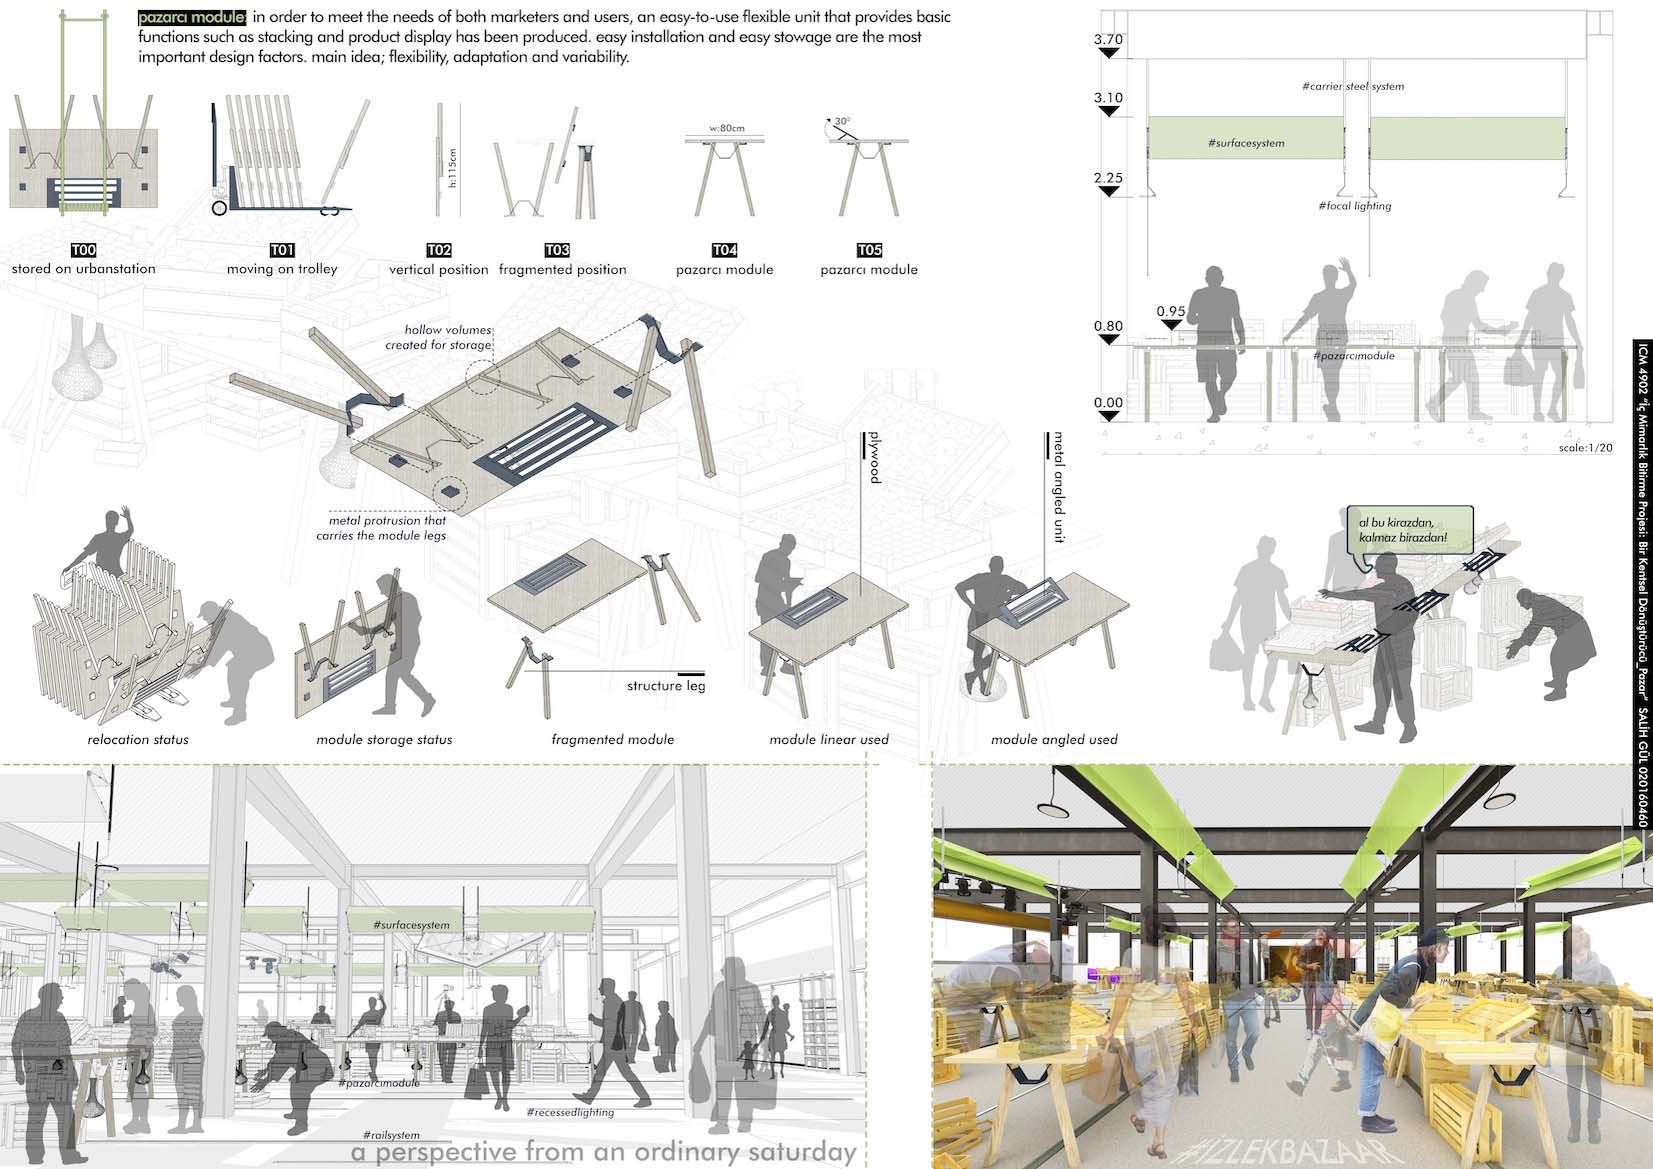 pazarcı module: in order to meet the needs of both marketers and users, an easy-to-use flexible unit that provides basic
functions such as stacking and product display has been produced. easy installation and easy stowage are the most
important design factors. main idea; flexibility, adaptation and variability.
T00
stored on urbanstation
T01
moving on trolley
h:115cm
T02
vertical position
T03
fragmented position
w:80cm
T04
pazarcı module
30°
T05
pazarcı module
3.70
3.10
2.25
0.95
0.80
0.00
#carrier steel system
#surfacesystem
#focal lighting
#pazarcımodule
scale:1/20
hollow volumes
created for storage
metal protrusion that
carries the module legs
plywood
metal angled unit
structure leg
relocation status
module storage status
fragmented module
module linear used
module angled used
al bu kirazdan,
kalmaz birazdan!
ICM 4902 "İç Mimarlık Bitirme Projesi: Bir Kentsel Dönüştürücü_Pazar" SALİH GÜL 020160460
#surfacesystem
#pazarcımodule
#recessedlighting
#railsystem
a perspective from an ordinary saturday
#IZLEKBAZAAR